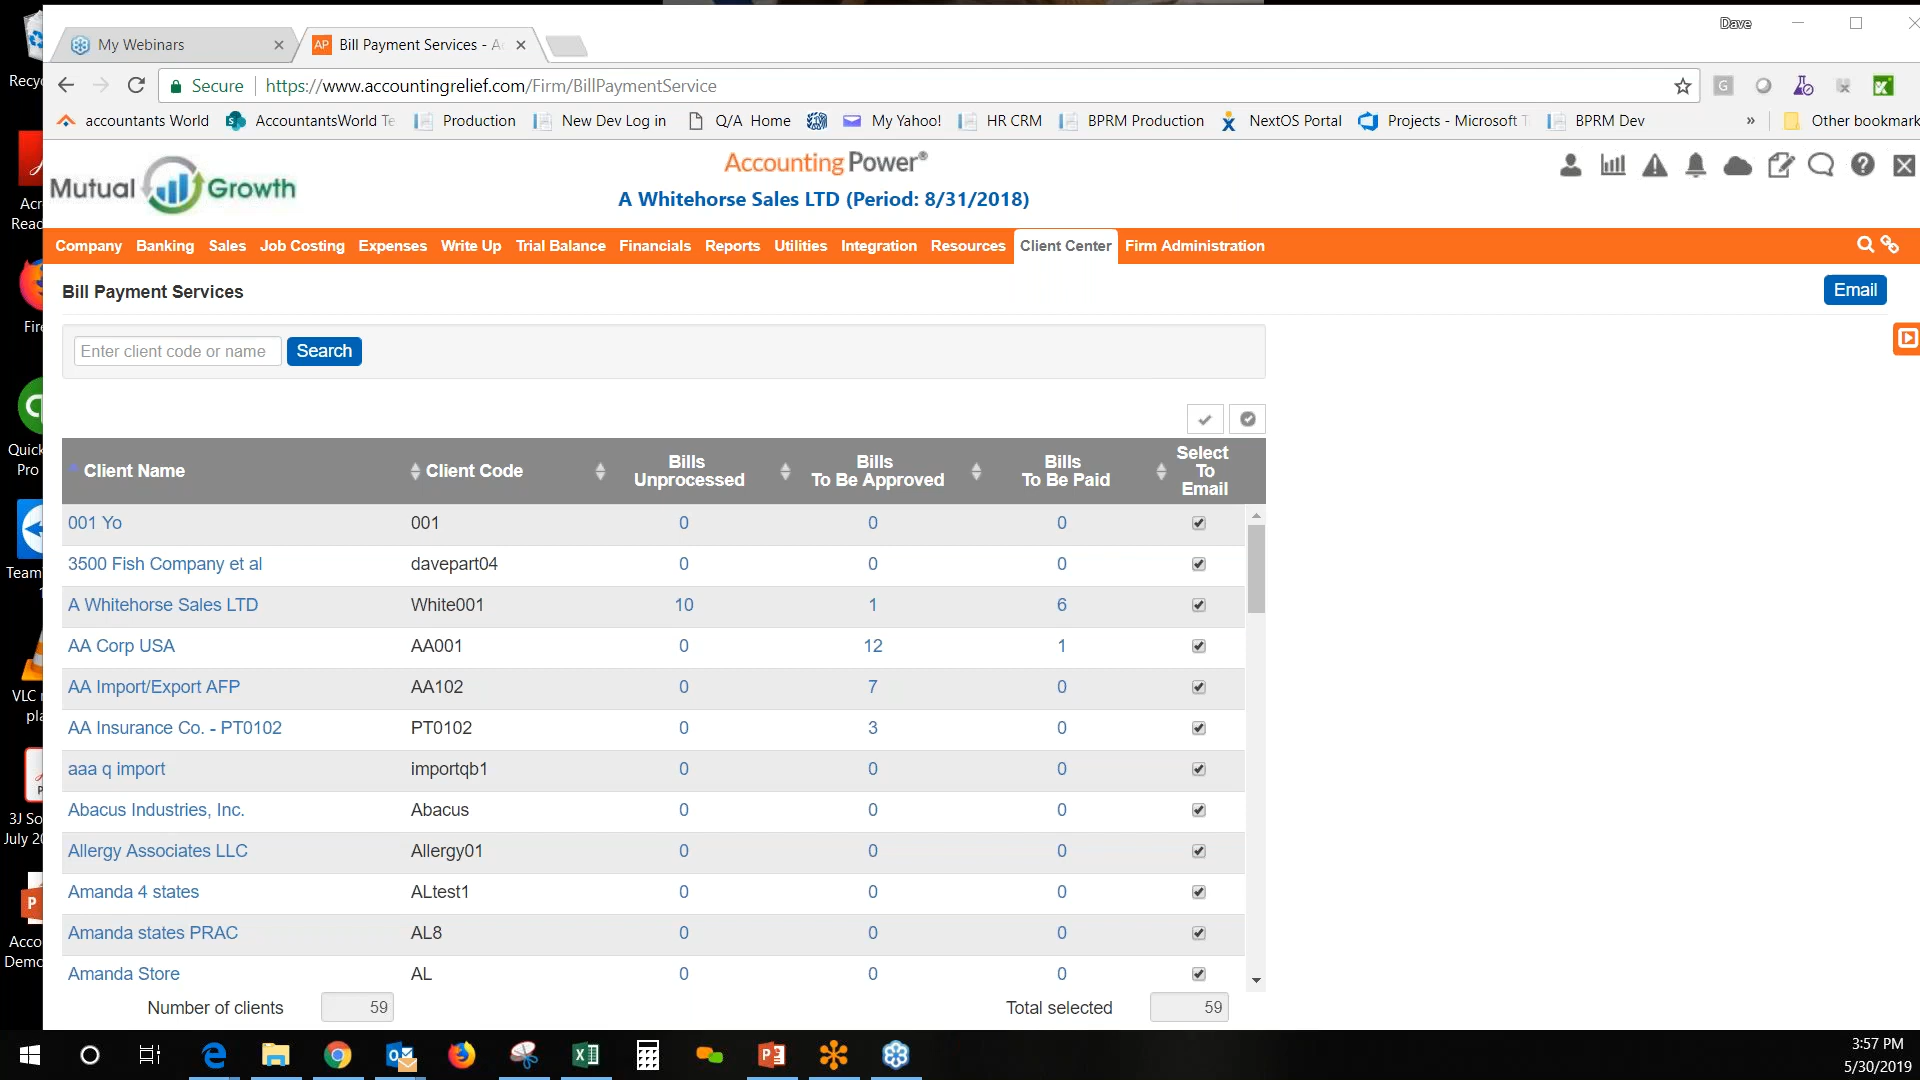 Dave
My Webinars
AP Bill Payment Services - A
Secure https://www.accountingrelief.com/Firm/BillPaymentService
accountants World AccountantsWorld Te Production New Dev Log in Q/A Home My Yahoo! HR CRM BPRM Production NextOS Portal Projects - Microsoft T BPRM Dev » Other bookmark
Mutual Growth
Accounting Power®
A Whitehorse Sales LTD (Period: 8/31/2018)
Company Banking Sales Job Costing Expenses Write Up Trial Balance Financials Reports Utilities Integration Resources Client Center Firm Administration
Bill Payment Services
Email
Enter client code or name Search
Client Name Client Code Bills Unprocessed Bills To Be Approved Bills To Be Paid Select To Email
001 Yo 001 0 0 0
3500 Fish Company et al davepart04 0 0 0
A Whitehorse Sales LTD White001 10 1 6
AA Corp USA AA001 0 12 1
AA Import/Export AFP AA102 0 7 0
AA Insurance Co. - PT0102 PT0102 0 3 0
aaa q import importqb1 0 0 0
Abacus Industries, Inc. Abacus 0 0 0
Allergy Associates LLC Allergy01 0 0 0
Amanda 4 states ALtest1 0 0 0
Amanda states PRAC AL8 0 0 0
Amanda Store AL 0 0 0
Number of clients 59 Total selected 59
Recyc
Acr
Read
Fire
Quick
Pro
Team
VLC
pla
3J So
July 20
Acco
Demo
3:57 PM
5/30/2019